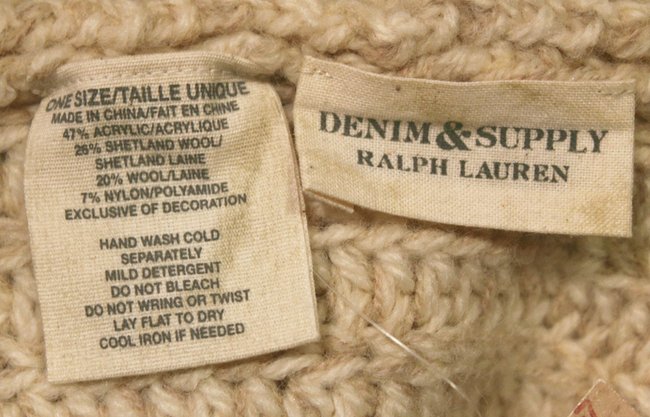 ONE SIZE/TAILLE UNIQUE
MADE IN CHINA/FAIT EN CHINE
47% ACRYLIC/ACRYLIQUE
26% SHETLAND WOOL/
SHETLAND LAINE
20% WOOL/LAINE
7% NYLON/POLYAMIDE
EXCLUSIVE OF DECORATION
HAND WASH COLD
SEPARATELY
MILD DETERGENT
DO NOT BLEACH
DO NOT WRING OR TWIST
LAY FLAT TO DRY
COOL IRON IF NEEDED
DENIM & SUPPLY
RALPH LAUREN